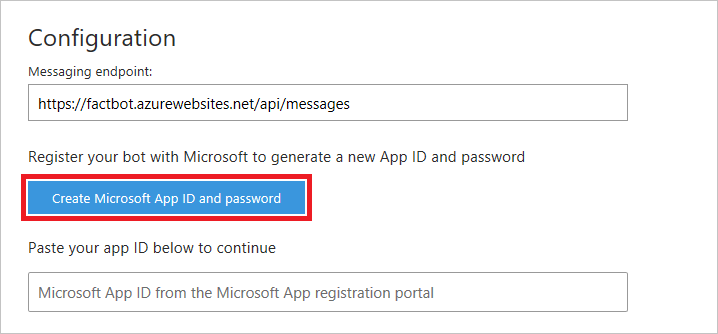 Configuration
Messaging endpoint:
https://factbot.azurewebsites.net/api/messages
Register your bot with Microsoft to generate a new App ID and password
Create Microsoft App ID and password
Paste your app ID below to continue
Microsoft App ID from the Microsoft App registration portal